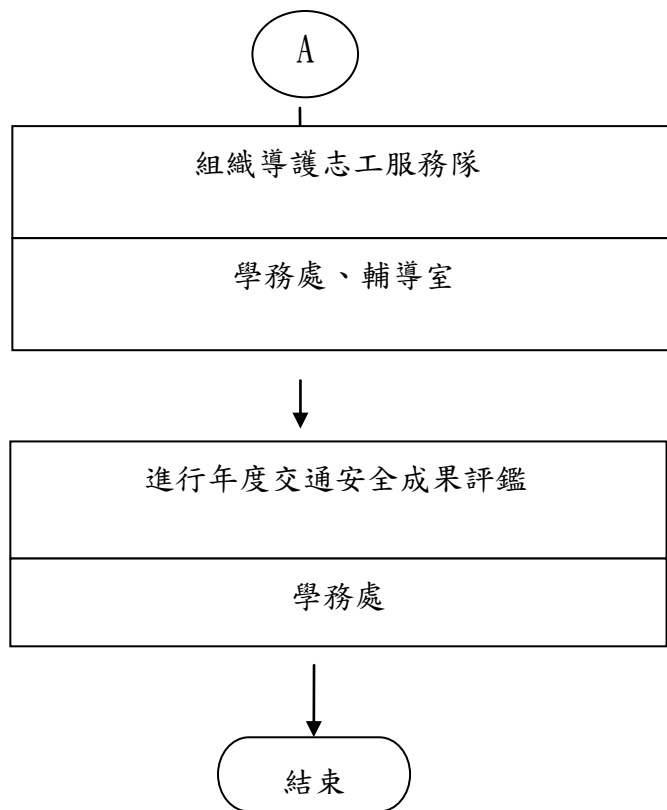 A
組織導護志工服務隊
學務處、輔導室
進行年度交通安全成果評鑑
學務處
結束